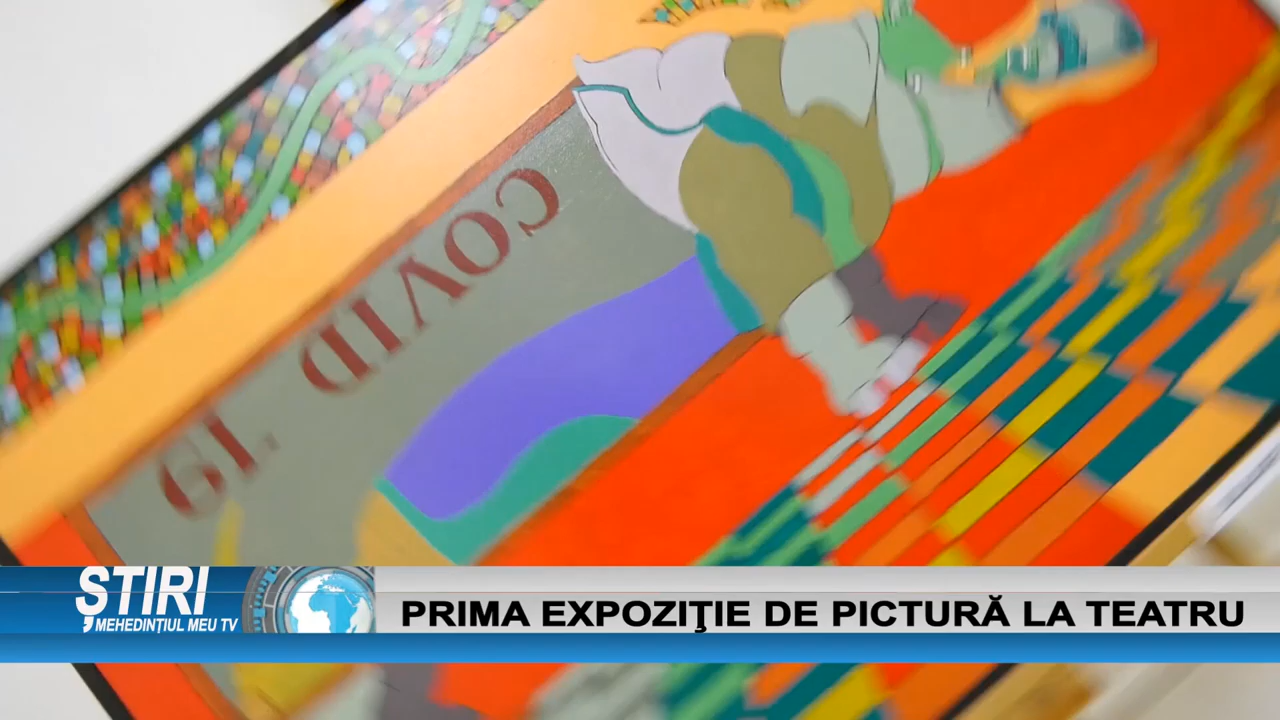 COVID 19
ȘTIRI
MEHEDINȚIUL MEU TV
PRIMA EXPOZIŢIE DE PICTURĂ LA TEATRU